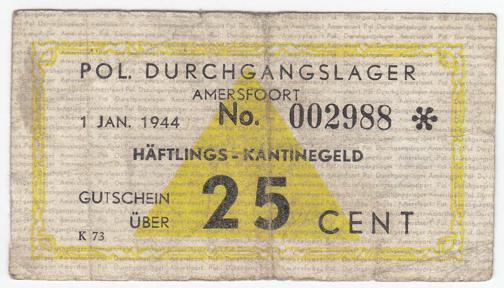 POL. DURCHGANGSLAGER
AMERSFOORT
1 JAN. 1944 No. 002988 *
HÄFTLINGS - KANTINEGELD
GUTSCHEIN
ÜBER 25 CENT
K 73